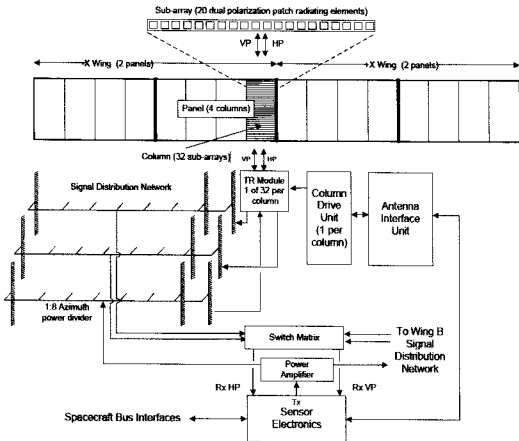 Sub-array (20 dual polarization patch radiating elements)
VP HP
-X Wing (2 panels)
+X Wing (2 panels)
Panel (4 columns)
Column (32 sub-arrays)
VP HP
Signal Distribution Network
TR Module
1 of 32 per
column
Column
Drive
Unit
(1 per
column)
Antenna
Interface
Unit
1:8 Azimuth
power divider
Switch Matrix
To Wing B
Signal
Distribution
Network
Power
Amplifier
Rx HP
Rx VP
Tx
Sensor
Electronics
Spacecraft Bus Interfaces